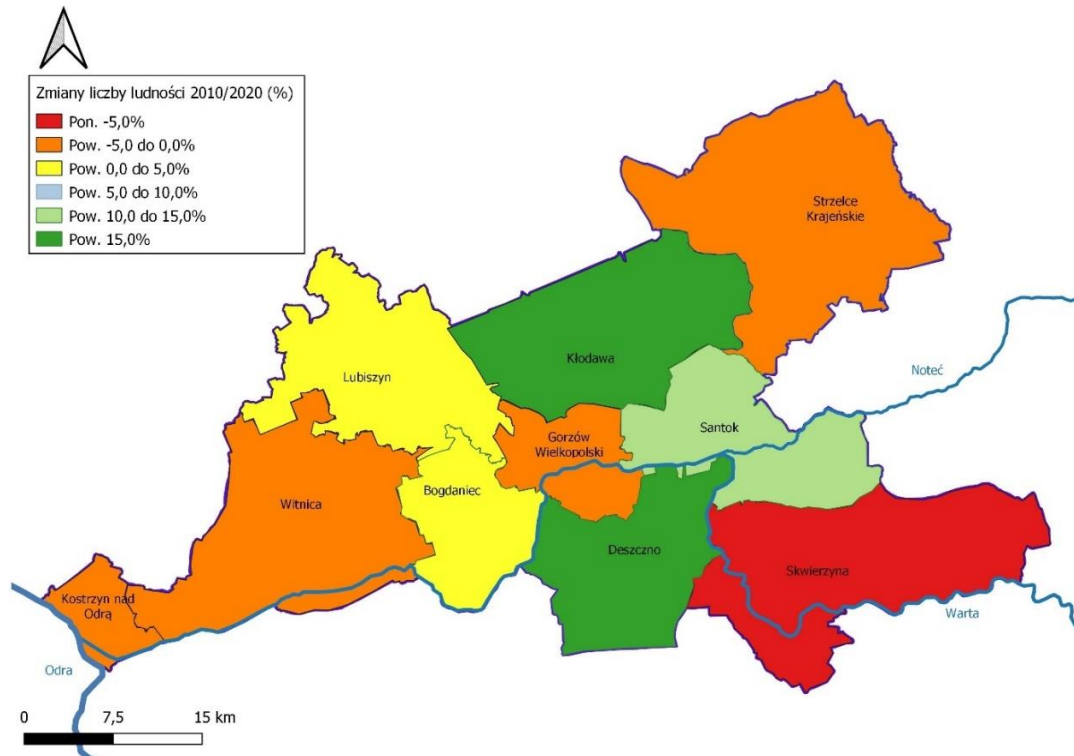 Zmiany liczby ludności 2010/2020 (%)
Pon. -5,0%
Pow. -5,0 do 0,0%
Pow. 0,0 do 5,0%
Pow. 5,0 do 10,0%
Pow. 10,0 do 15,0%
Pow. 15,0%
Strzelce
Krajeńskie
Kłodawa
Noteć
Lubiszyn
Santok
Gorzów
Wielkopolski
Bogdaniec
Witnica
Deszczno
Skwierzyna
Kostrzyn nad
Odrą
Warta
Odra
0 7,5 15 km